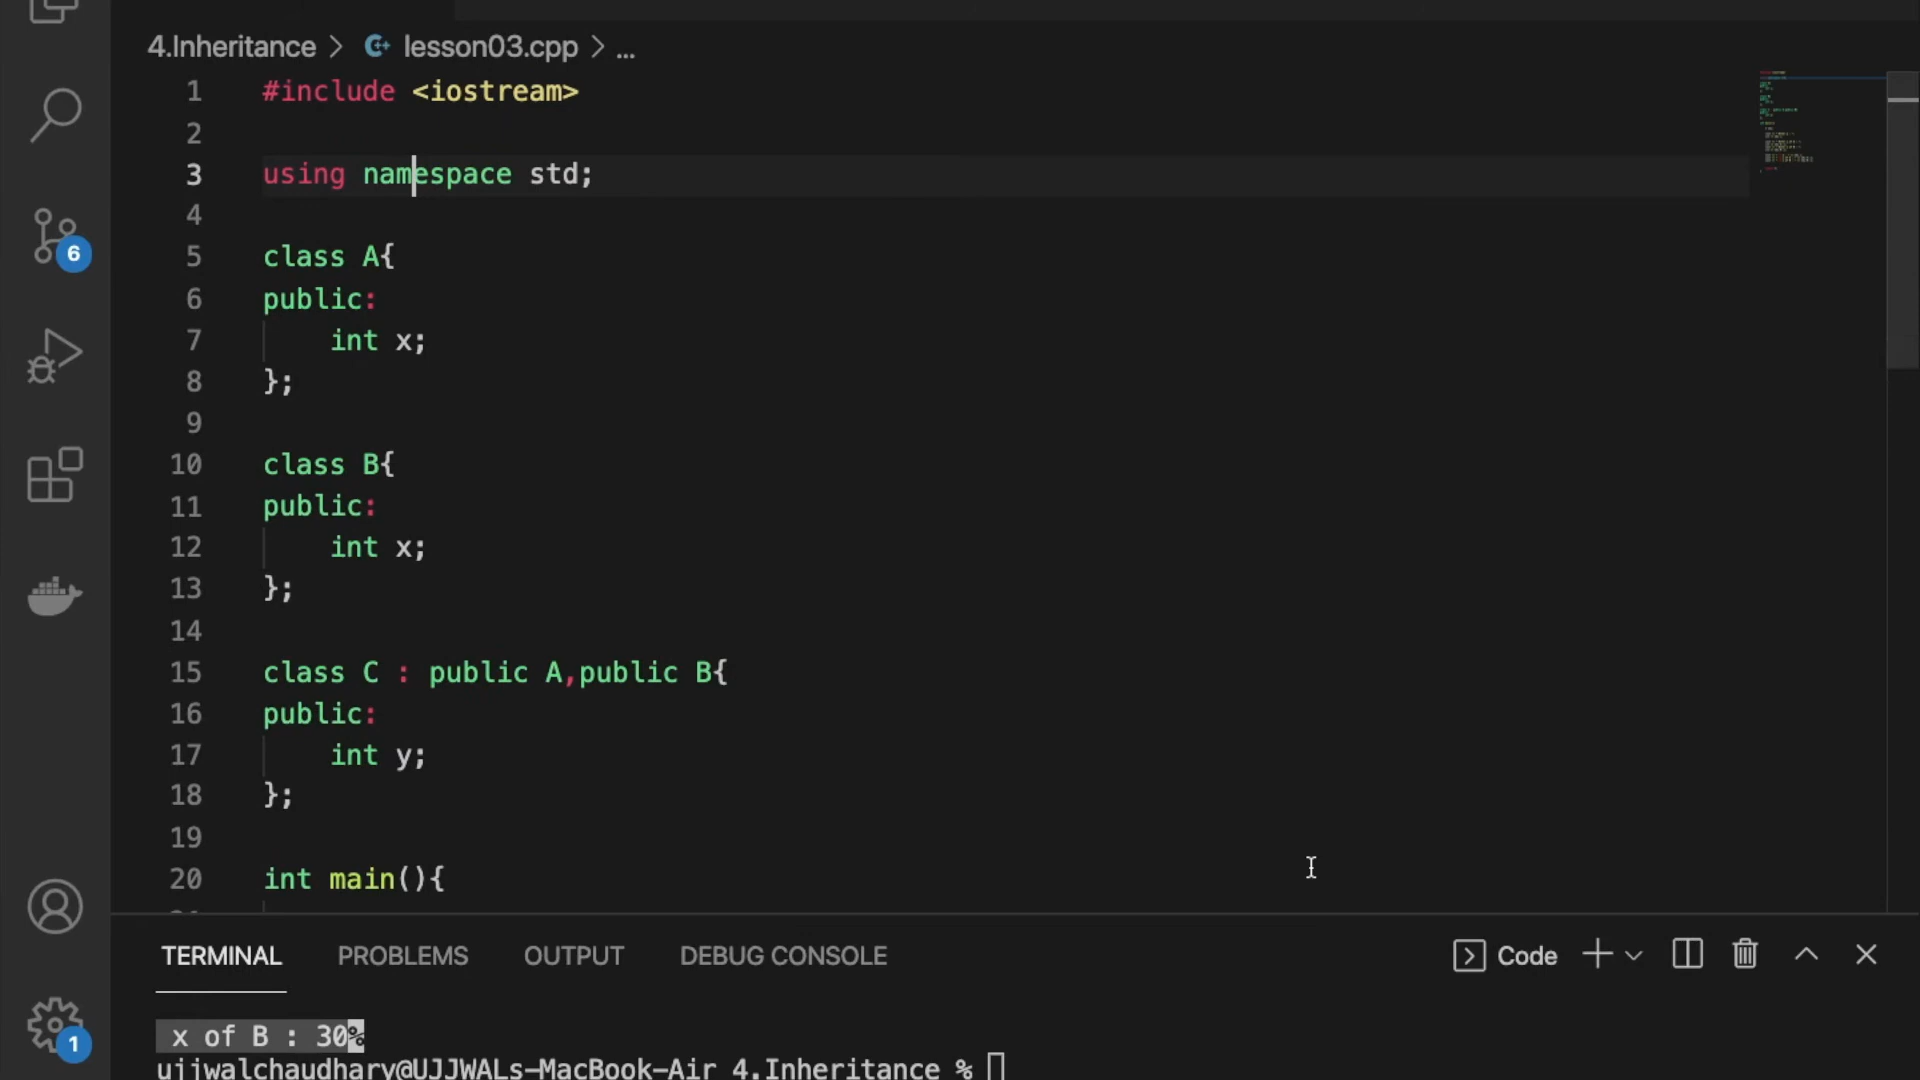 4.Inheritance > lesson03.cpp > ...
1 #include <iostream>
2
3 using namespace std;
4
5 class A{
6 public:
7 int x;
8 };
9
10 class B{
11 public:
12 int x;
13 };
14
15 class C : public A,public B{
16 public:
17 int y;
18 };
19
20 int main(){
6
1
TERMINAL PROBLEMS OUTPUT DEBUG CONSOLE Code
x of B : 30%
ujjwalchaudhary@UJJWALs-MacBook-Air 4.Inheritance %